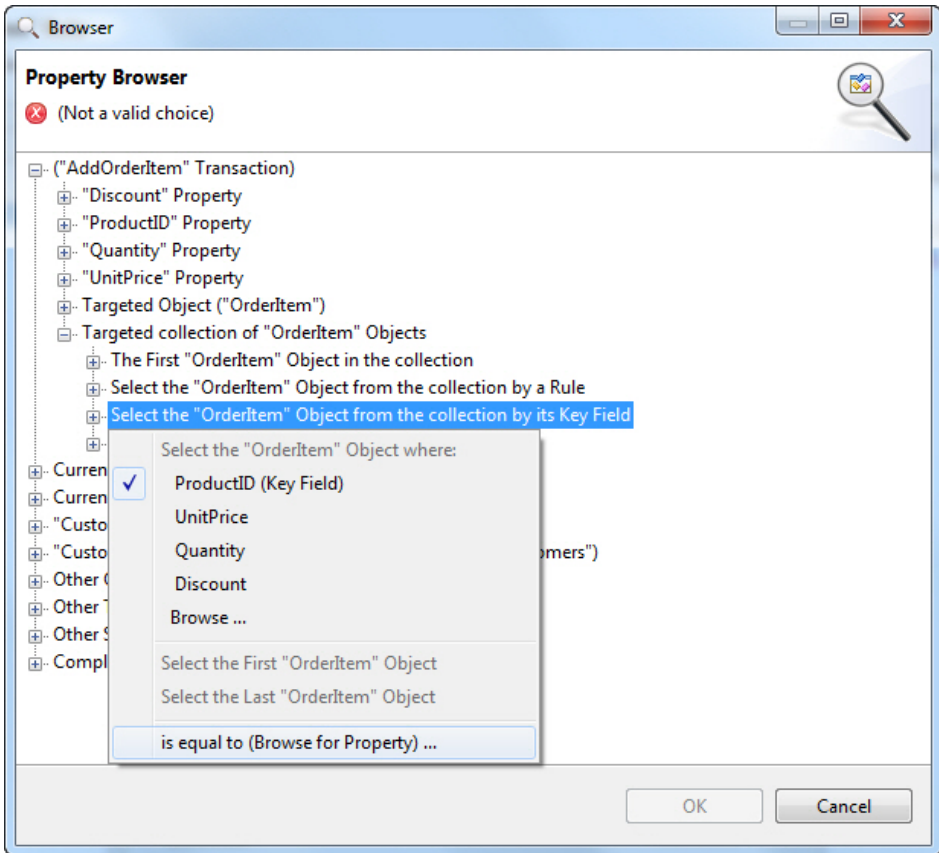 Browser
Property Browser
(Not a valid choice)
("AddOrderItem" Transaction)
"Discount" Property
"ProductID" Property
"Quantity" Property
"UnitPrice" Property
Targeted Object ("OrderItem")
Targeted collection of "OrderItem" Objects
The First "OrderItem" Object in the collection
Select the "OrderItem" Object from the collection by a Rule
Select the "OrderItem" Object from the collection by its Key Field
Select the "OrderItem" Object where:
Curren
ProductID (Key Field)
Curren
UnitPrice
"Custo
"Custo
Quantity
omers")
Other
Discount
Other
Browse ...
Other
Compl
Select the First "OrderItem" Object
Select the Last "OrderItem" Object
is equal to (Browse for Property) ...
OK
Cancel